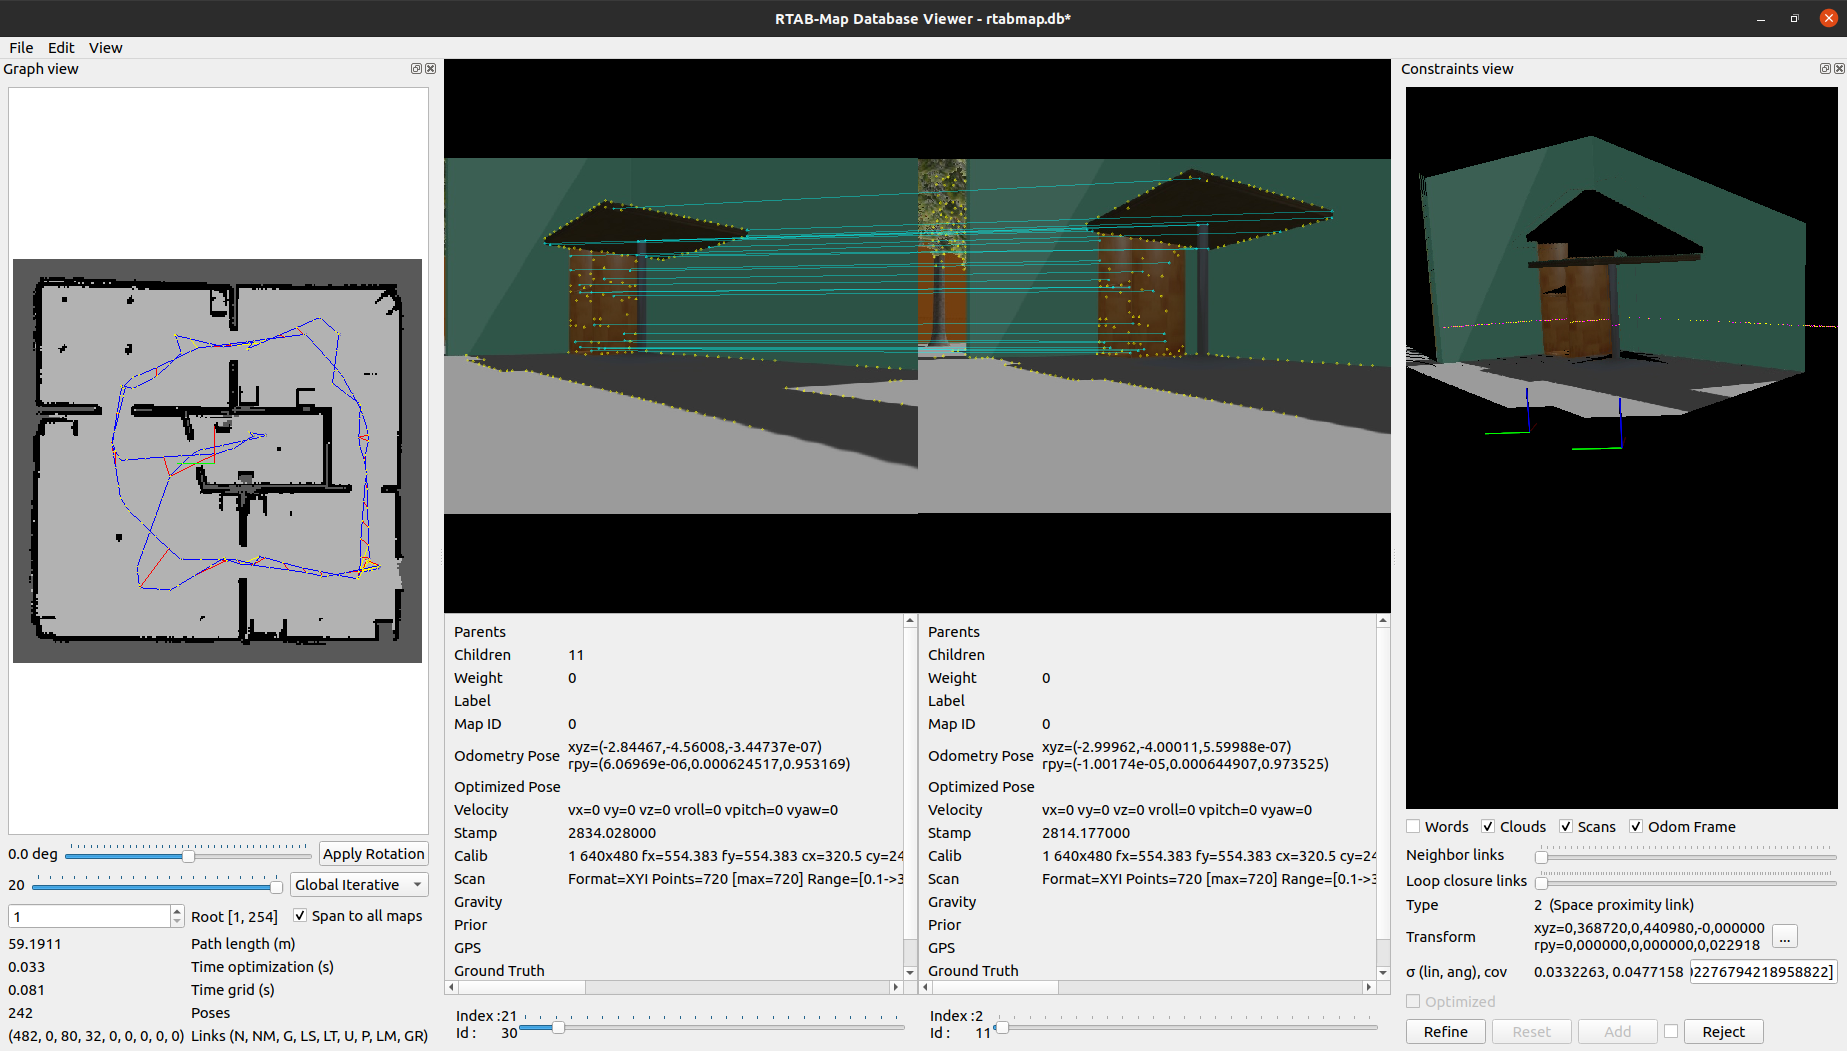 RTAB-Map Database Viewer - rtabmap.db*
File Edit View
Graph view
0.0 deg Apply Rotation
20 Global Iterative
1 Root [1, 254] Span to all maps
59.1911 Path length (m)
0.033 Time optimization (s)
0.081 Time grid (s)
242 Poses
(482, 0, 80, 32, 0, 0, 0, 0, 0) Links (N, NM, G, LS, LT, U, P, LM, GR)
Parents
Children 11
Weight 0
Label
Map ID 0
Odometry Pose xyz=(-2.84467,-4.56008,-3.44737e-07)
rpy=(6.06969e-06,0.000624517,0.953169)
Optimized Pose
Velocity vx=0 vy=0 vz=0 vroll=0 vpitch=0 vyaw=0
Stamp 2834.028000
Calib 1 640x480 fx=554.383 fy=554.383 cx=320.5 cy=24
Scan Format=XYI Points=720 [max=720] Range=[0.1->3
Gravity
Prior
GPS
Ground Truth
Index :21
Id : 30
Parents
Children
Weight 0
Label
Map ID 0
Odometry Pose xyz=(-2.99962,-4.00011,5.59988e-07)
rpy=(-1.00174e-05,0.000644907,0.973525)
Optimized Pose
Velocity vx=0 vy=0 vz=0 vroll=0 vpitch=0 vyaw=0
Stamp 2814.177000
Calib 1 640x480 fx=554.383 fy=554.383 cx=320.5 cy=24
Scan Format=XYI Points=720 [max=720] Range=[0.1->3
Gravity
Prior
GPS
Ground Truth
Index :2
Id : 11
Constraints view
Words Clouds Scans Odom Frame
Neighbor links
Loop closure links
Type 2 (Space proximity link)
Transform xyz=0,368720,0,440980,-0,000000
rpy=0,000000,0,000000,0,022918
...
σ (lin, ang), cov 0.0332263, 0.0477158 02276794218958822]
Optimized
Refine Reset Add Reject